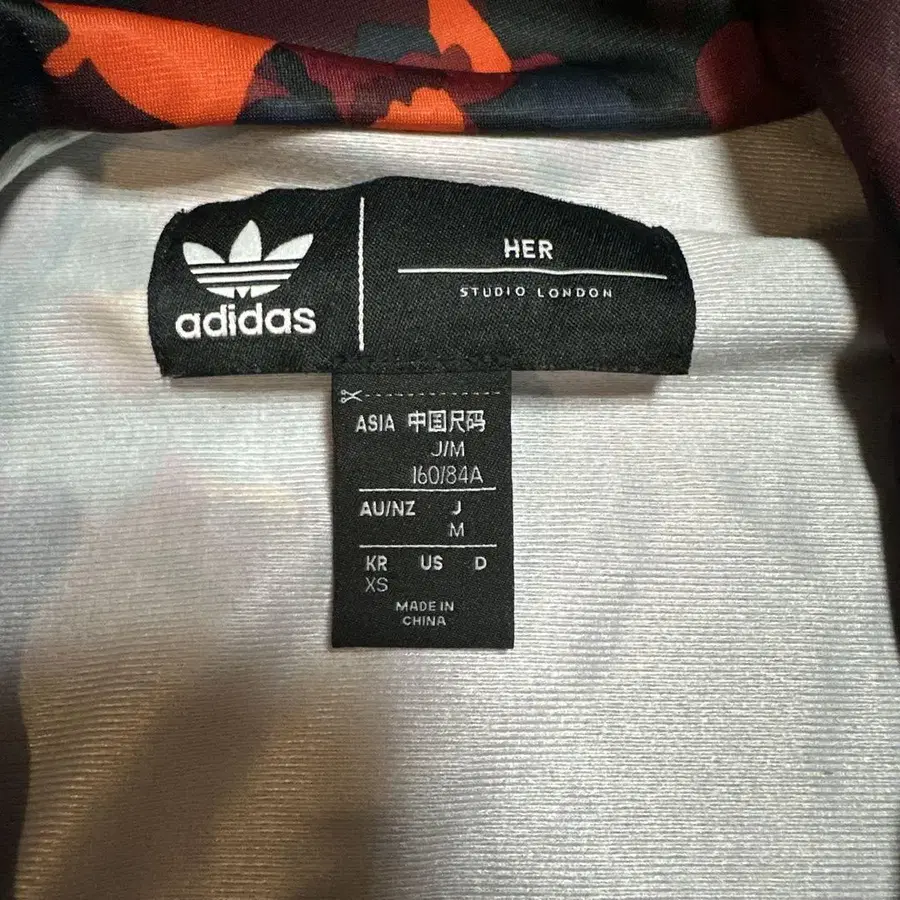 adidas
HER
STUDIO LONDON
ASIA 中国尺码
J/M
160/84A
AU/NZ J
M
KR US D
XS
MADE IN
CHINA